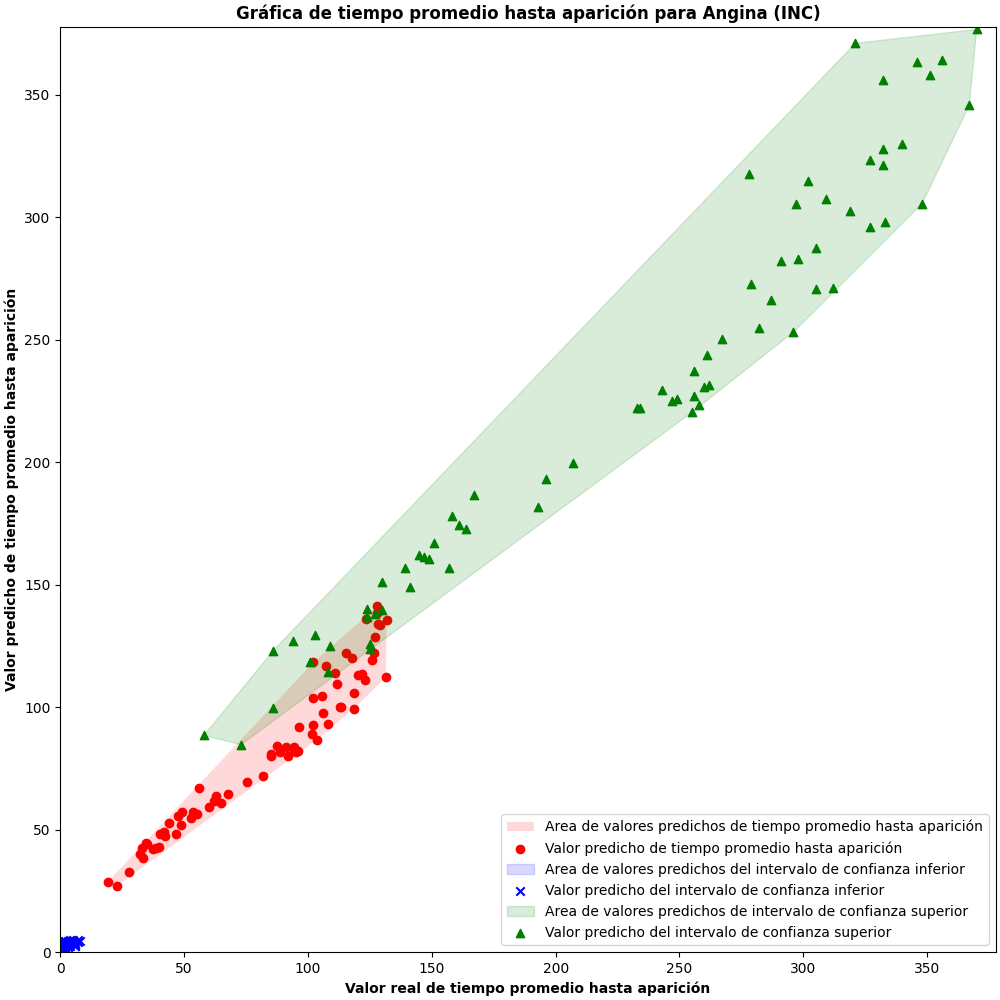 Gráfica de tiempo promedio hasta aparición para Angina (INC)
Valor predicho de tiempo promedio hasta aparición
350
300
250
200
150
100
50
0
Area de valores predichos de tiempo promedio hasta aparición
Valor predicho de tiempo promedio hasta aparición
Area de valores predichos del intervalo de confianza inferior
Valor predicho del intervalo de confianza inferior
Area de valores predichos de intervalo de confianza superior
Valor predicho del intervalo de confianza superior
0 50 100 150 200 250 300 350
Valor real de tiempo promedio hasta aparición